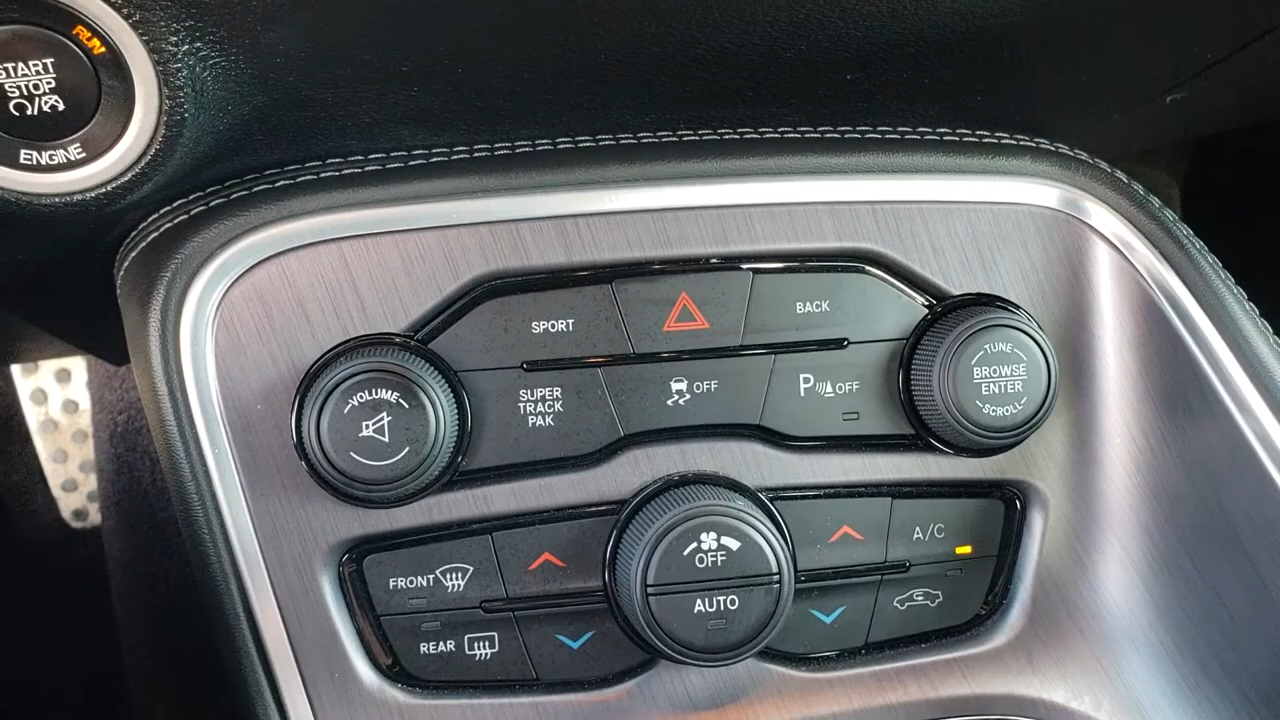 RUN
START
STOP
ENGINE
SPORT
BACK
VOLUME
SUPER
TRACK
PAK
OFF
P OFF
TUNE
BROWSE
ENTER
SCROLL
FRONT
OFF
AUTO
A/C
REAR